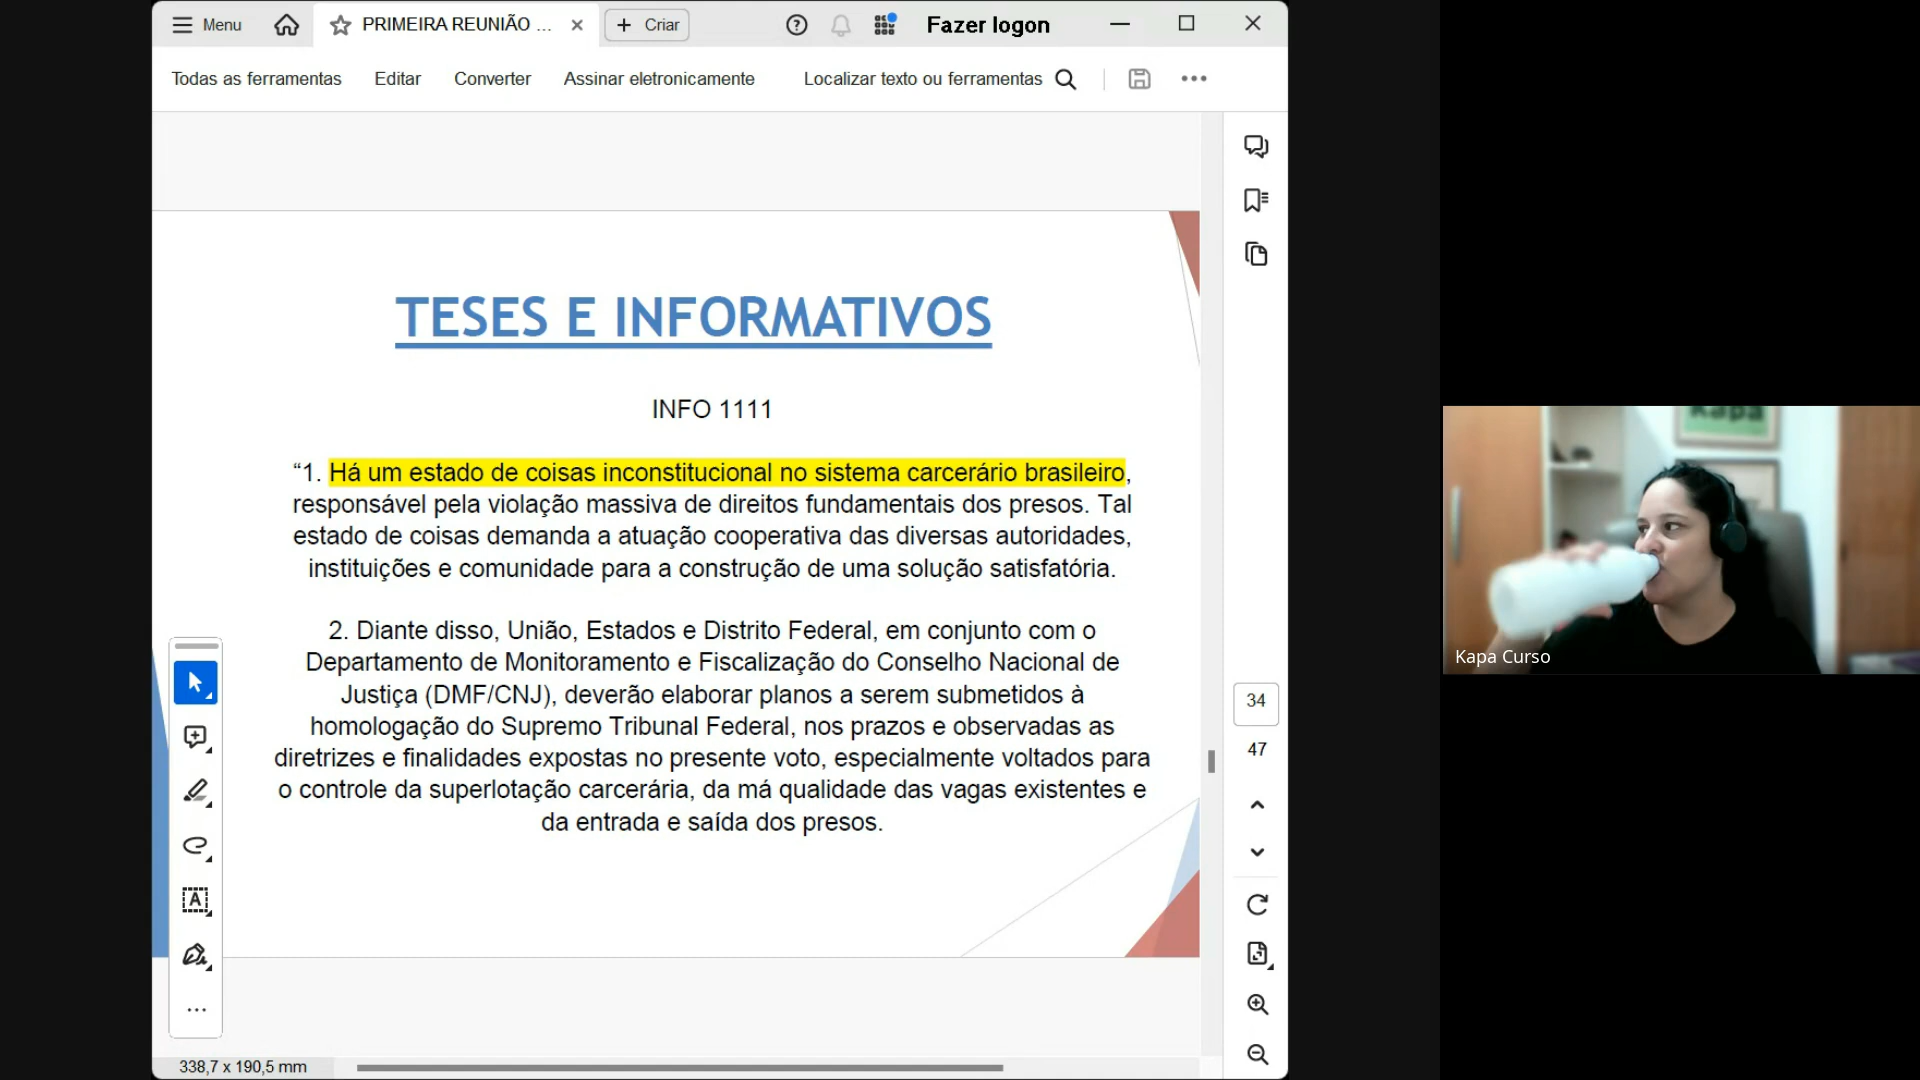 Menu
PRIMEIRA REUNIÃO ...
Criar
Fazer logon
Todas as ferramentas
Editar
Converter
Assinar eletronicamente
Localizar texto ou ferramentas
TESES E INFORMATIVOS
INFO 1111
“1. Há um estado de coisas inconstitucional no sistema carcerário brasileiro,
responsável pela violação massiva de direitos fundamentais dos presos. Tal
estado de coisas demanda a atuação cooperativa das diversas autoridades,
instituições e comunidade para a construção de uma solução satisfatória.
2. Diante disso, União, Estados e Distrito Federal, em conjunto com o
Departamento de Monitoramento e Fiscalização do Conselho Nacional de
Justiça (DMF/CNJ), deverão elaborar planos a serem submetidos à
homologação do Supremo Tribunal Federal, nos prazos e observadas as
diretrizes e finalidades expostas no presente voto, especialmente voltados para
o controle da superlotação carcerária, da má qualidade das vagas existentes e
da entrada e saída dos presos.
34
47
338,7 x 190,5 mm
Kapa
Kapa Curso